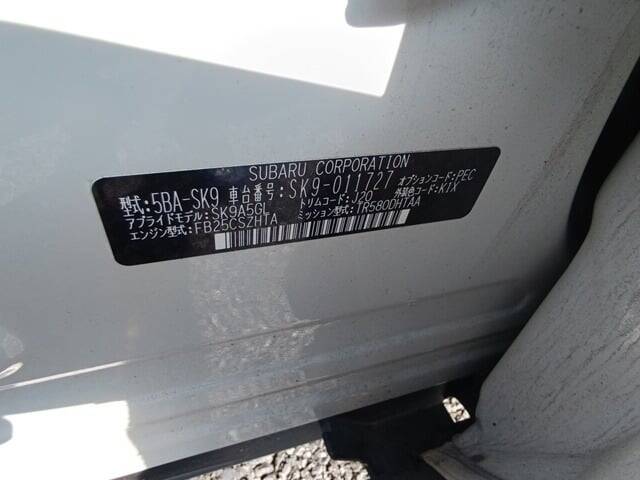 SUBARU CORPORATION
型式:5BA-SK9 車台番号:SK9-011727 オプションコード:PEC
アプライドモデル:SK9A5GL トリムコード:J20 外装色コード:K1X
エンジン型式:FB25CSZHTA ミッション型式:TR580DHTAA